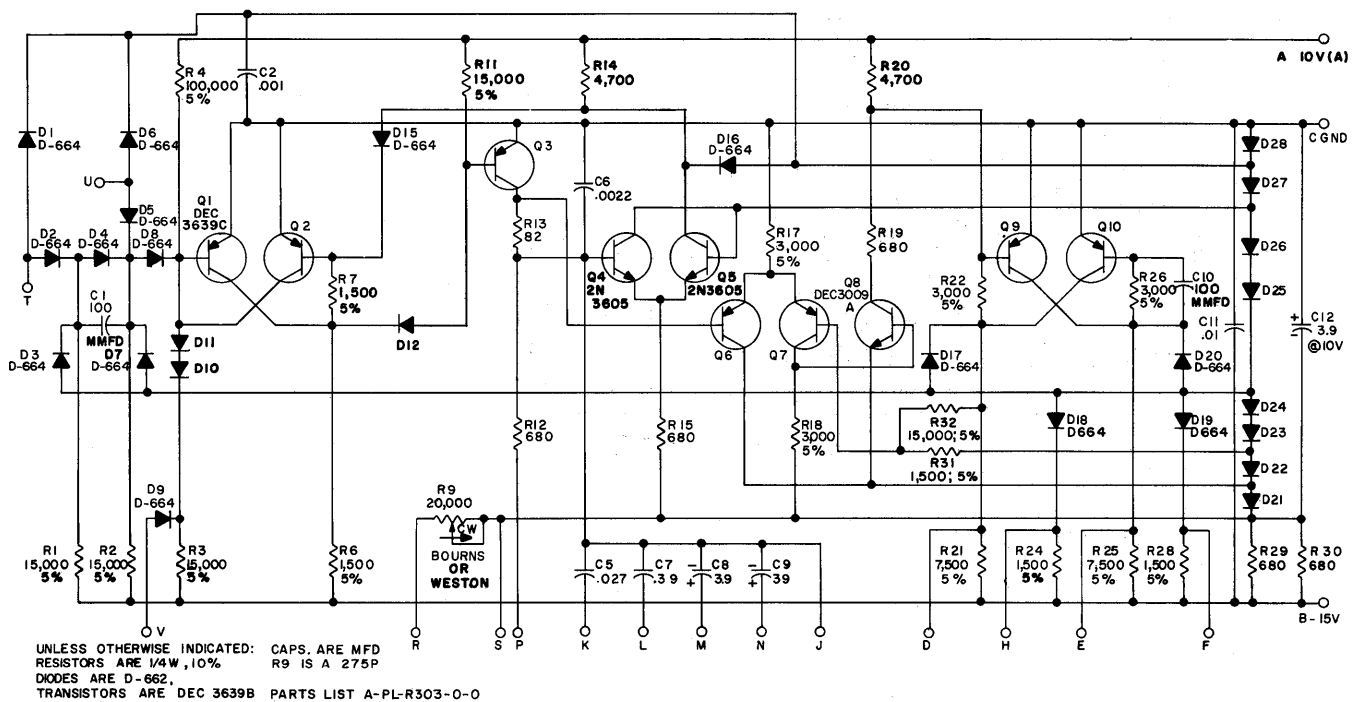 A 10V(A)
R4
100,000
5%
C2
.001
R11
15,000
5%
R14
4,700
R20
4,700
D1
D-664
D6
D-664
D15
D-664
Q3
D16
D-664
C GND
D28
U
C6
.0022
D27
Q1
DEC
3639C
D5
D-664
Q2
R13
82
R17
3,000
5%
R19
680
Q9
Q10
D2
D-664
D4
D-664
D8
D-664
D26
T
R7
1,500
5%
Q4
2N
3605
Q5
2N3605
Q8
DEC3009
A
R22
3,000
5%
R26
3,000
5%
C10
100
MMFD
D25
C1
100
MMFD
D11
D12
Q6
Q7
C11
.01
+
C12
3.9
@10V
D3
D-664
D7
D-664
D10
D17
D-664
D20
D-664
R12
680
R15
680
R18
3,000
5%
R32
15,000; 5%
D18
D664
D19
D664
D24
D23
R31
1,500; 5%
D22
D9
D-664
R9
20,000
D21
CW
BOURNS
OR
WESTON
R1
15,000
5%
R2
15,000
5%
R3
15,000
5%
R6
1,500
5%
C5
.027
C7
.39
-
+
C8
3.9
-
+
C9
39
R21
7,500
5%
R24
1,500
5%
R25
7,500
5%
R28
1,500
5%
R29
680
R30
680
B-15V
V
R
S
P
K
L
M
N
J
D
H
E
F
UNLESS OTHERWISE INDICATED: CAPS. ARE MFD
RESISTORS ARE 1/4W, 10% R9 IS A 275P
DIODES ARE D-662,
TRANSISTORS ARE DEC 3639B PARTS LIST A-PL-R303-0-0